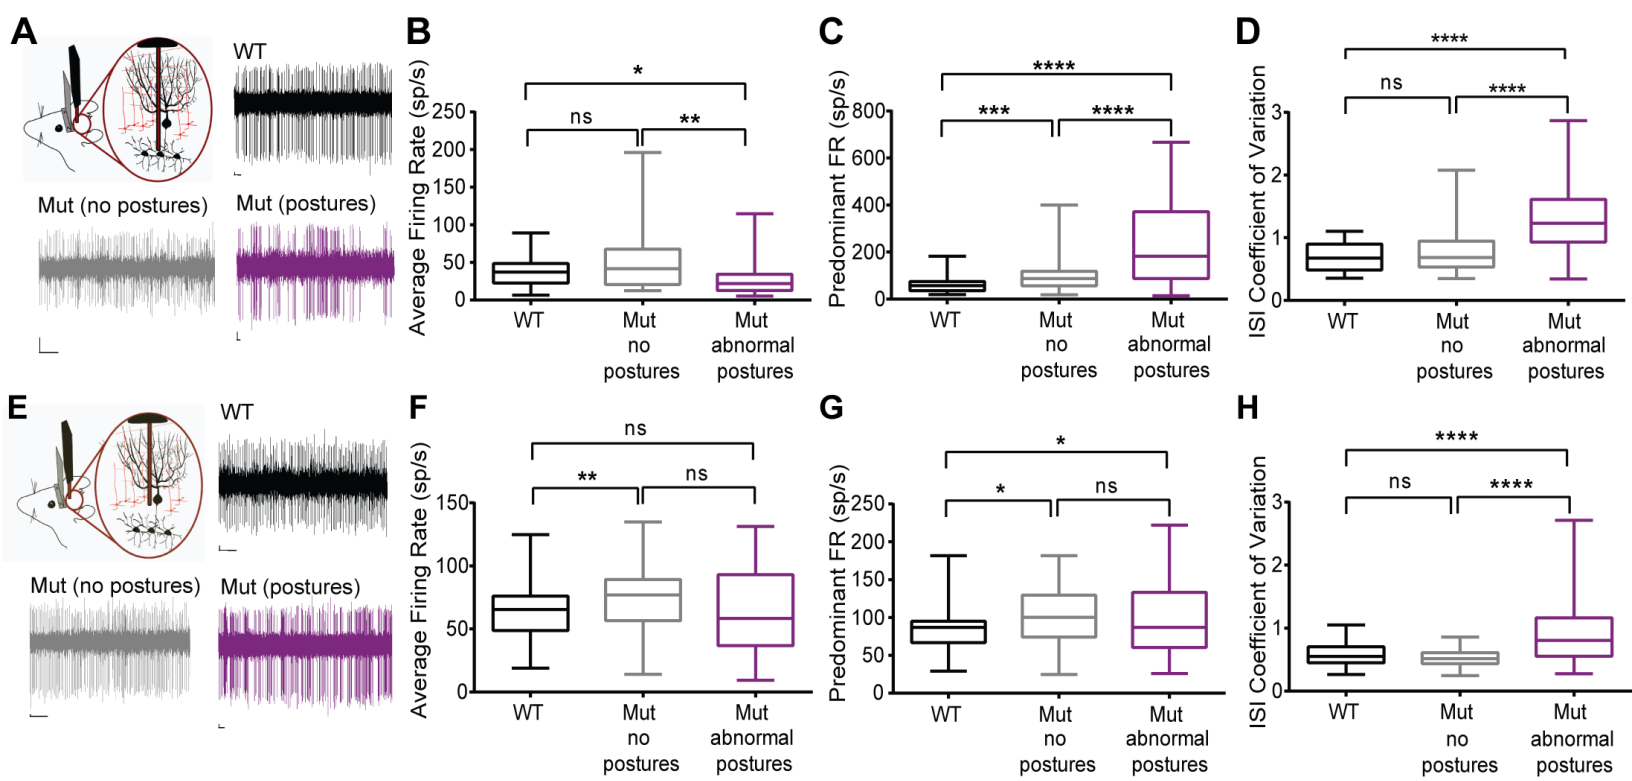 A
WT
Mut (no postures)
Mut (postures)
B
Average Firing Rate (sp/s)
250
200
150
100
50
0
*
ns
**
WT
Mut
no
postures
Mut
abnormal
postures
C
Predominant FR (sp/s)
800
600
400
200
0
****
***
****
WT
Mut
no
postures
Mut
abnormal
postures
D
ISI Coefficient of Variation
3
2
1
0
****
ns
****
WT
Mut
no
postures
Mut
abnormal
postures
E
WT
Mut (no postures)
Mut (postures)
F
Average Firing Rate (sp/s)
150
100
50
0
ns
**
ns
WT
Mut
no
postures
Mut
abnormal
postures
G
Predominant FR (sp/s)
250
200
150
100
50
0
*
*
ns
WT
Mut
no
postures
Mut
abnormal
postures
H
ISI Coefficient of Variation
3
2
1
0
****
ns
****
WT
Mut
no
postures
Mut
abnormal
postures